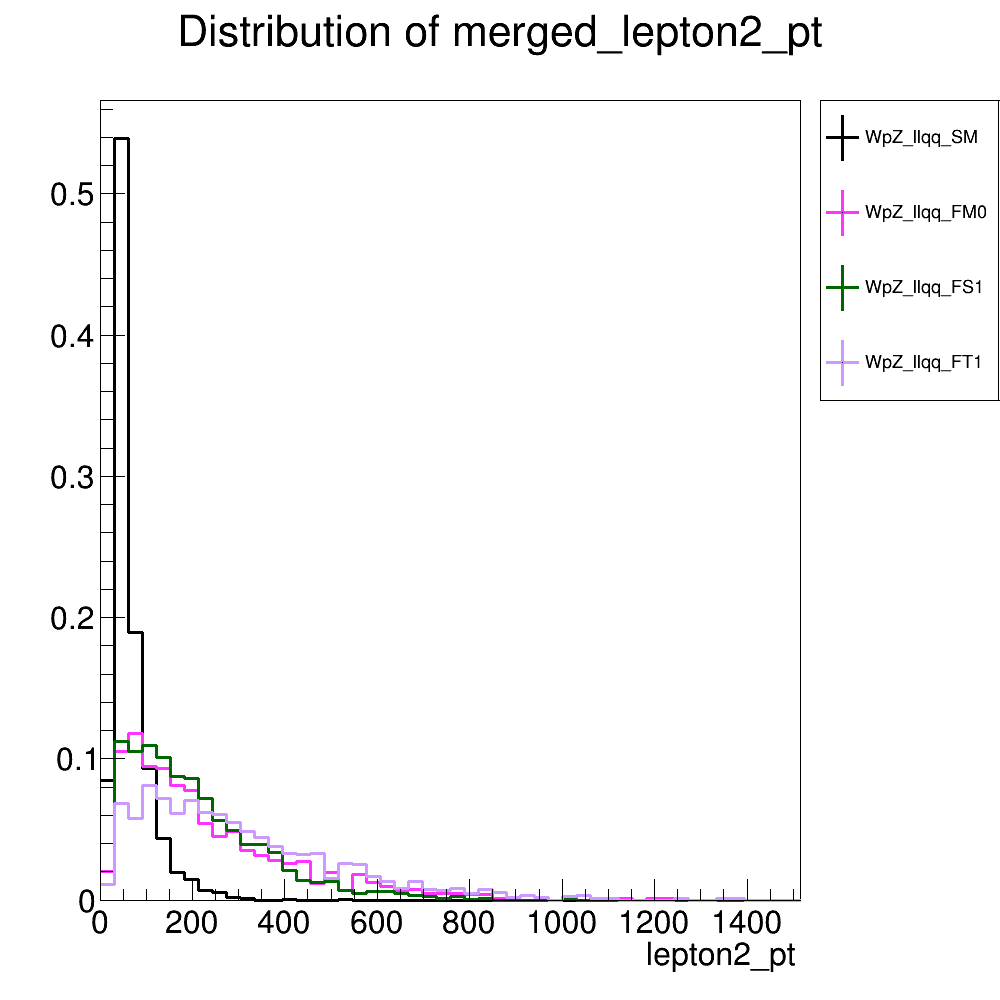 Distribution of merged_lepton2_pt
WpZ_llqq_SM
WpZ_llqq_FM0
WpZ_llqq_FS1
WpZ_llqq_FT1
0.5
0.4
0.3
0.2
0.1
0
0 200 400 600 800 1000 1200 1400
lepton2_pt